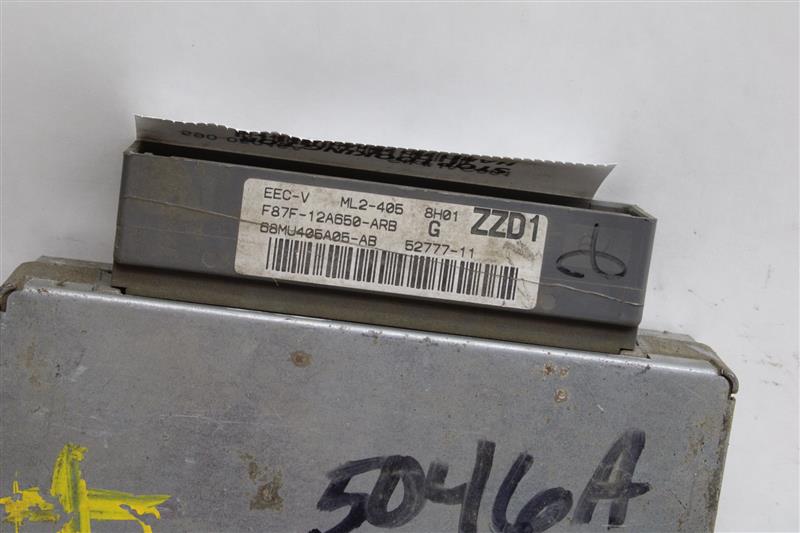 EEC-V ML2-405 8H01 ZZD1
F87F-12A650-ARB G
68MU405A05-AB 52777-11
5046A